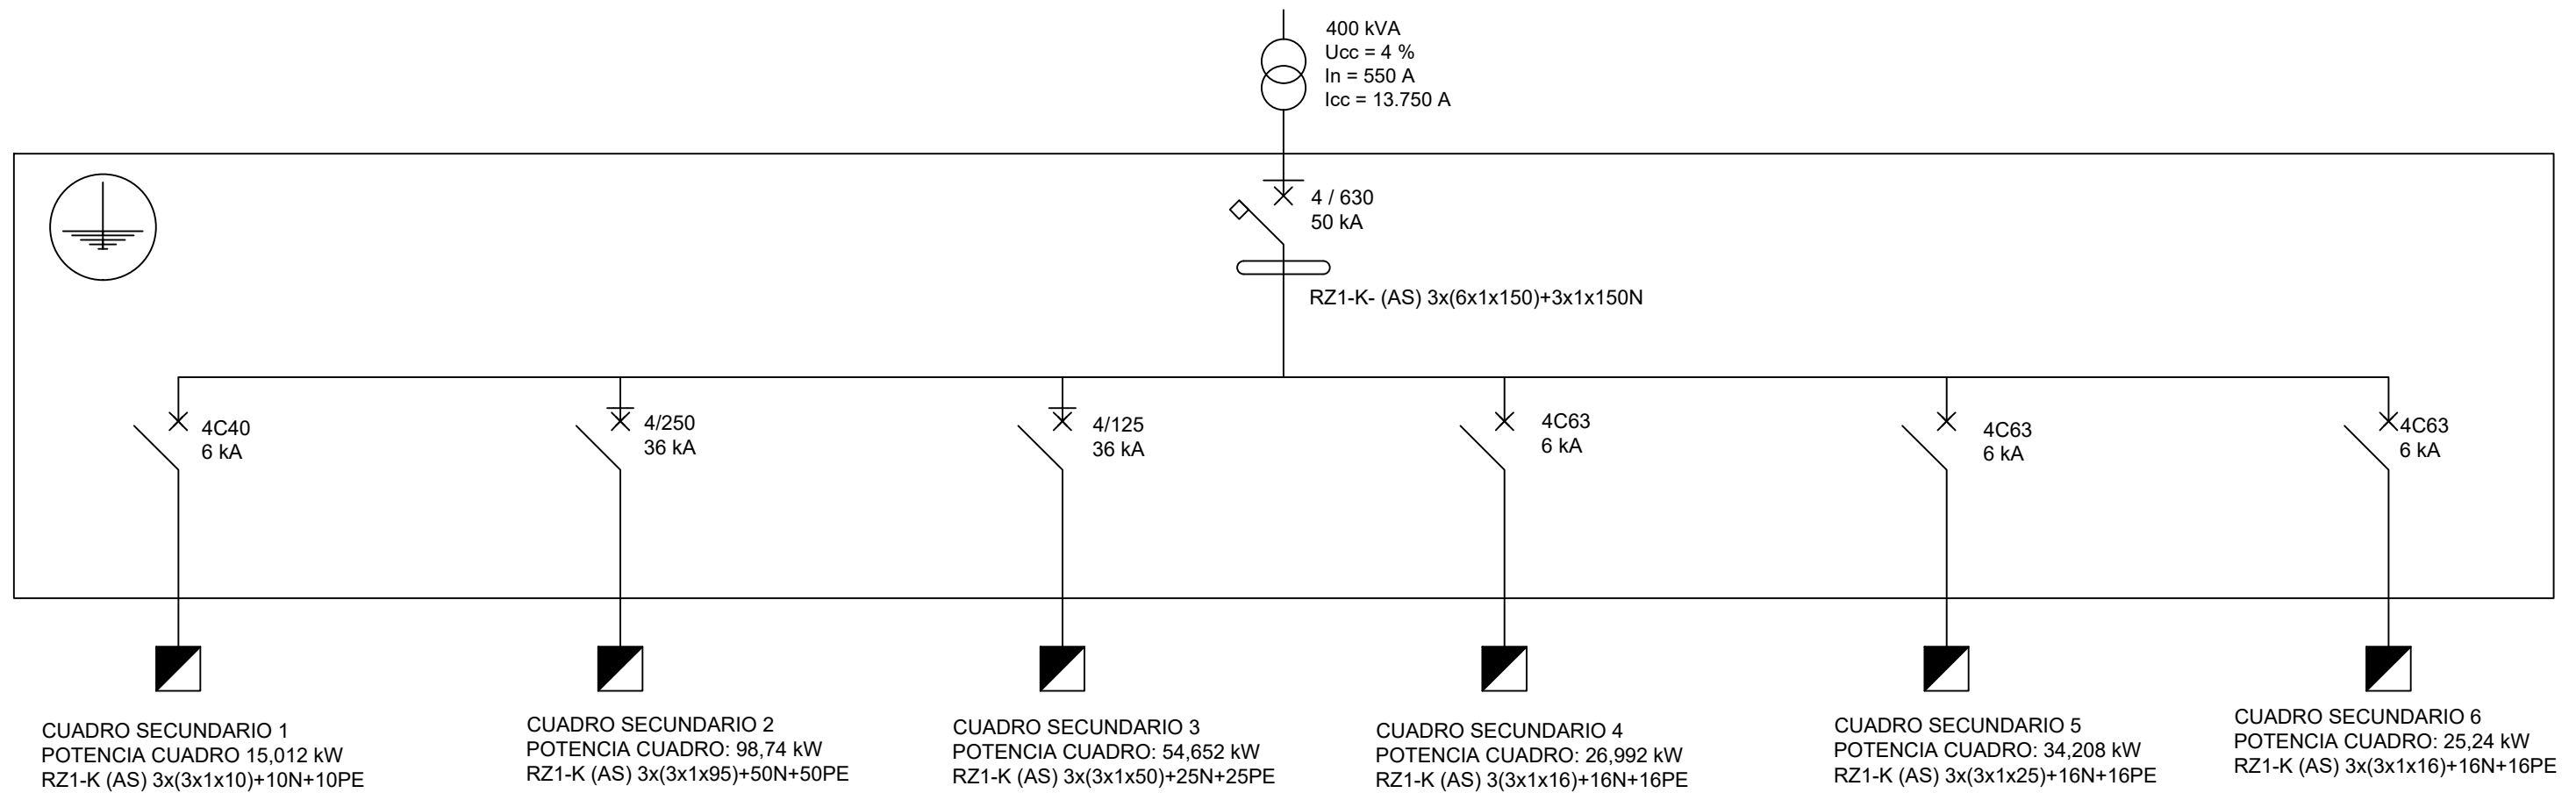 400 kVA
Ucc = 4 %
In = 550 A
Icc = 13.750 A
4 / 630
50 kA
RZ1-K- (AS) 3x(6x1x150)+3x1x150N
4C40
6 kA
4/250
36 kA
4/125
36 kA
4C63
6 kA
4C63
6 kA
4C63
6 kA
CUADRO SECUNDARIO 1
POTENCIA CUADRO 15,012 kW
RZ1-K (AS) 3x(3x1x10)+10N+10PE
CUADRO SECUNDARIO 2
POTENCIA CUADRO: 98,74 kW
RZ1-K (AS) 3x(3x1x95)+50N+50PE
CUADRO SECUNDARIO 3
POTENCIA CUADRO: 54,652 kW
RZ1-K (AS) 3x(3x1x50)+25N+25PE
CUADRO SECUNDARIO 4
POTENCIA CUADRO: 26,992 kW
RZ1-K (AS) 3(3x1x16)+16N+16PE
CUADRO SECUNDARIO 5
POTENCIA CUADRO: 34,208 kW
RZ1-K (AS) 3x(3x1x25)+16N+16PE
CUADRO SECUNDARIO 6
POTENCIA CUADRO: 25,24 kW
RZ1-K (AS) 3x(3x1x16)+16N+16PE